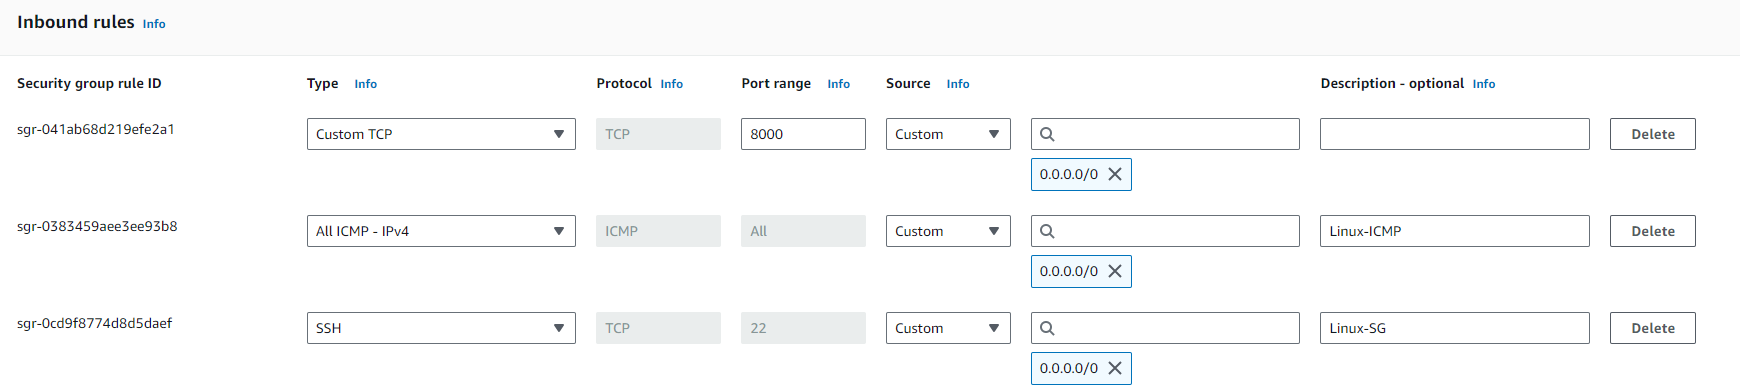 Inbound rules Info
Security group rule ID Type Info Protocol Info Port range Info Source Info Description - optional Info
sgr-041ab68d219efe2a1 Custom TCP TCP 8000 Custom Delete
0.0.0.0/0
sgr-0383459aee3ee93b8 All ICMP - IPv4 ICMP All Custom Linux-ICMP Delete
0.0.0.0/0
sgr-0cd9f8774d8d5daef SSH TCP 22 Custom Linux-SG Delete
0.0.0.0/0